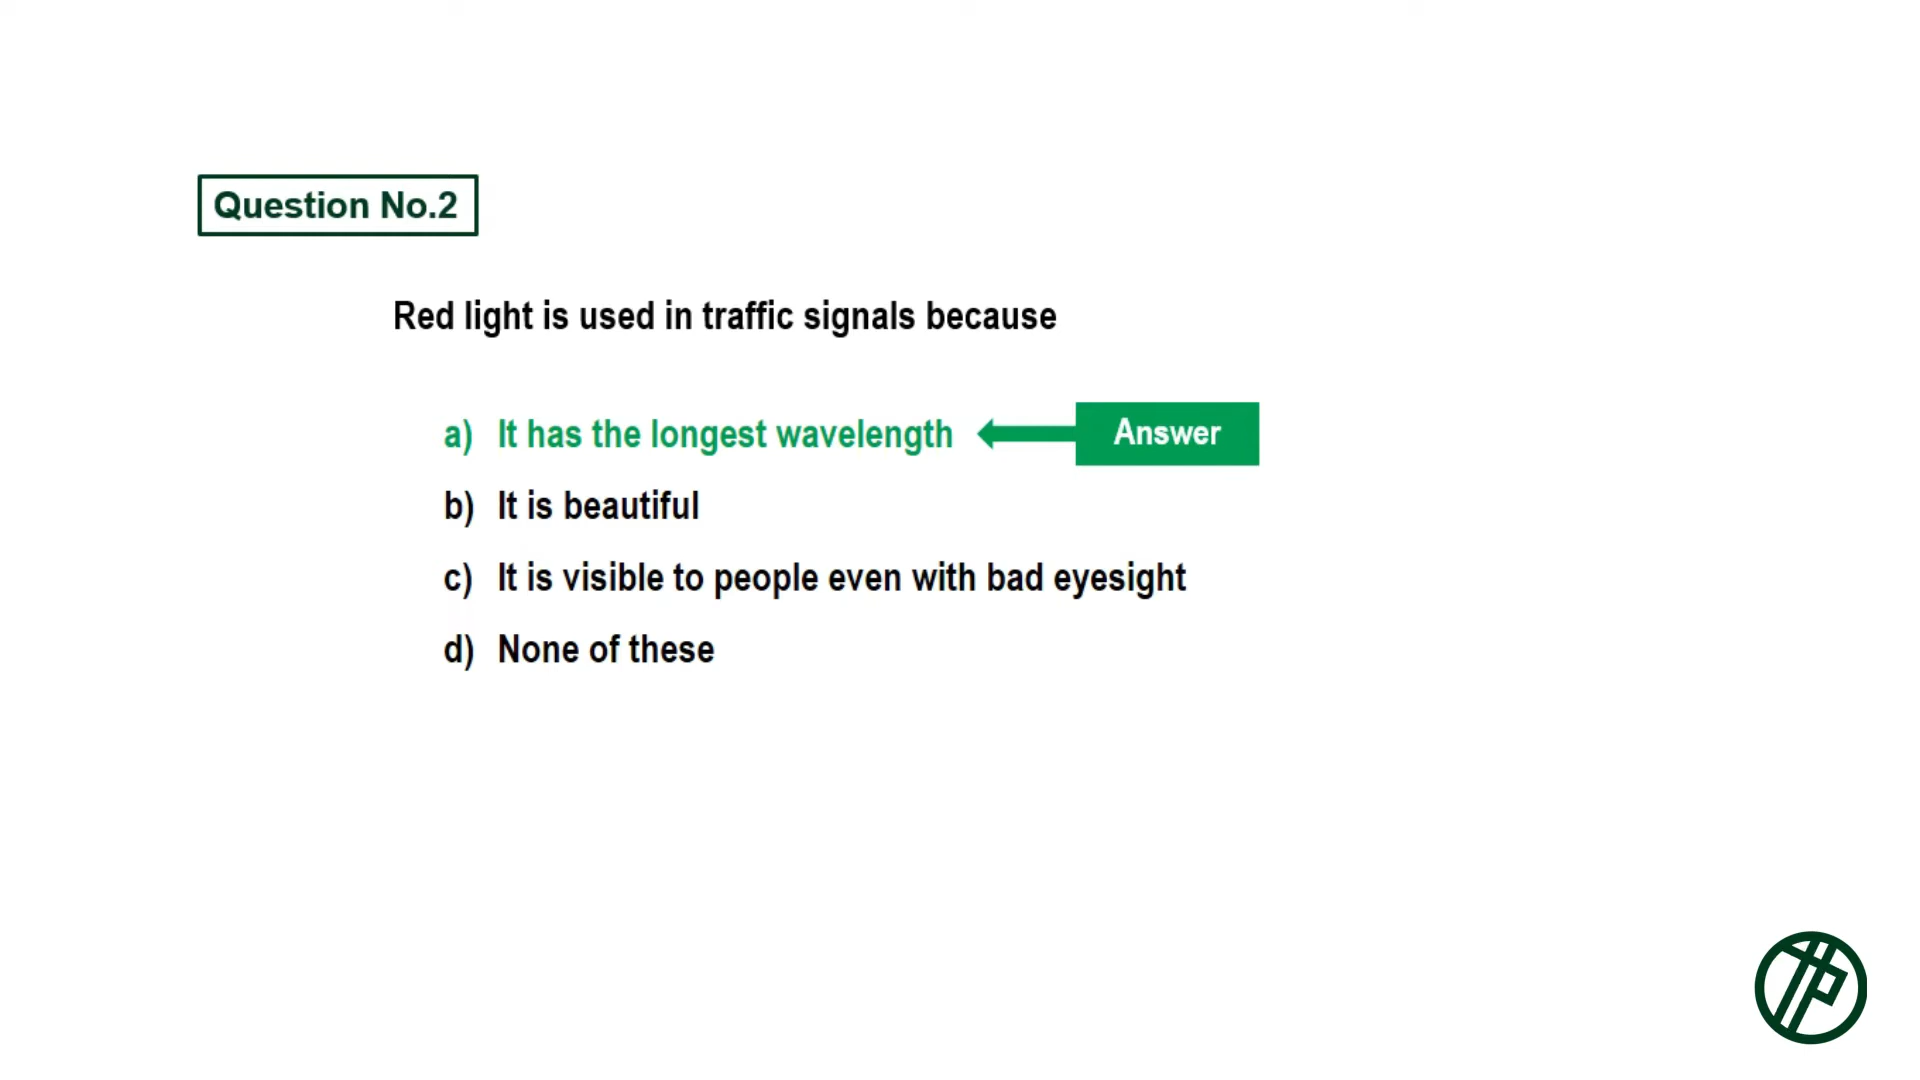 Question No.2
Red light is used in traffic signals because
a) It has the longest wavelength
Answer
b) It is beautiful
c) It is visible to people even with bad eyesight
d) None of these